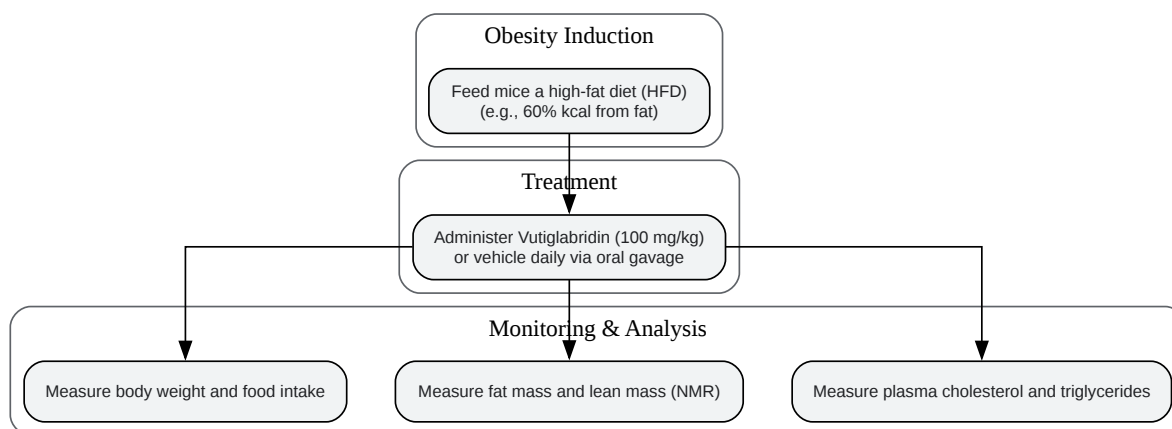 Obesity Induction
Feed mice a high-fat diet (HFD)
(e.g., 60% kcal from fat)
Treatment
Administer Vutiglabridin (100 mg/kg)
or vehicle daily via oral gavage
Monitoring & Analysis
Measure body weight and food intake
Measure fat mass and lean mass (NMR)
Measure plasma cholesterol and triglycerides